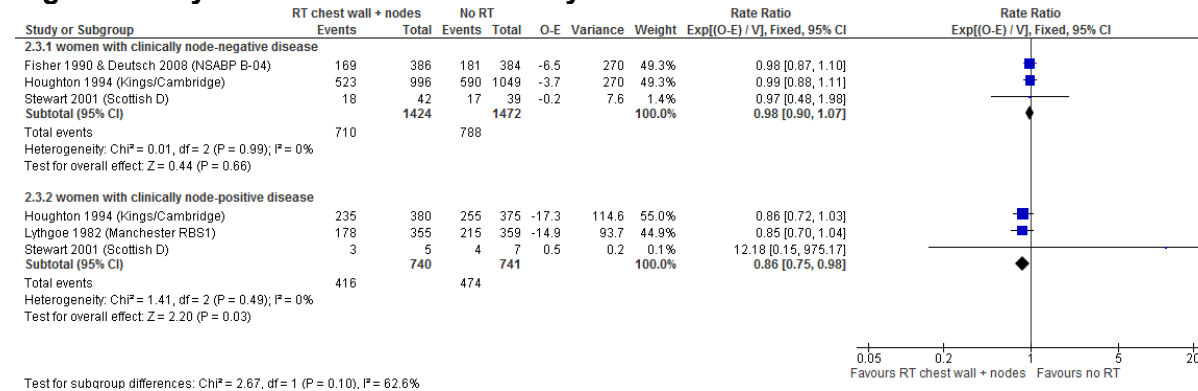 RT chest wall + nodes No RT Rate Ratio Rate Ratio
Study or Subgroup Events Total Events Total O-E Variance Weight Exp[(O-E) / V], Fixed, 95% CI Exp[(O-E) / V], Fixed, 95% CI
2.3.1 women with clinically node-negative disease
Fisher 1990 & Deutsch 2008 (NSABP B-04) 169 386 181 384 -6.5 270 49.3% 0.98 [0.87, 1.10]
Houghton 1994 (Kings/Cambridge) 523 996 590 1049 -3.7 270 49.3% 0.99 [0.88, 1.11]
Stewart 2001 (Scottish D) 18 42 17 39 -0.2 7.6 1.4% 0.97 [0.48, 1.98]
Subtotal (95% CI) 1424 1472 100.0% 0.98 [0.90, 1.07]
Total events 710 788
Heterogeneity: Chi² = 0.01, df = 2 (P = 0.99); I² = 0%
Test for overall effect: Z = 0.44 (P = 0.66)
2.3.2 women with clinically node-positive disease
Houghton 1994 (Kings/Cambridge) 235 380 255 375 -17.3 114.6 55.0% 0.86 [0.72, 1.03]
Lythgoe 1982 (Manchester RBS1) 178 355 215 359 -14.9 93.7 44.9% 0.85 [0.70, 1.04]
Stewart 2001 (Scottish D) 3 5 4 7 0.5 0.2 0.1% 12.18 [0.15, 975.17]
Subtotal (95% CI) 740 741 100.0% 0.86 [0.75, 0.98]
Total events 416 474
Heterogeneity: Chi² = 1.41, df = 2 (P = 0.49); I² = 0%
Test for overall effect: Z = 2.20 (P = 0.03)
0.05 0.2 1 5 20
Favours RT chest wall + nodes Favours no RT
Test for subgroup differences: Chi² = 2.67, df = 1 (P = 0.10), I² = 62.6%